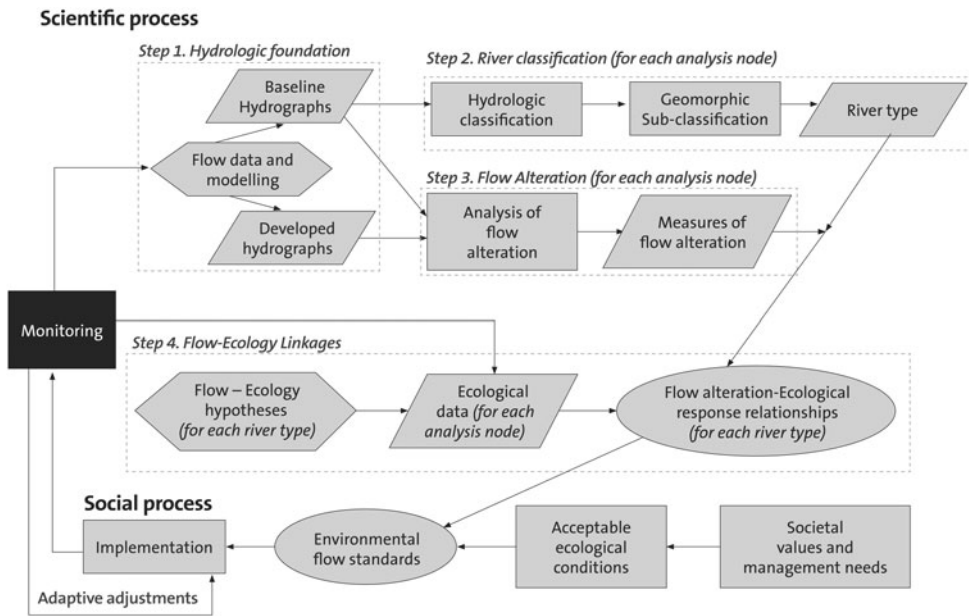 Scientific process
Step 1. Hydrologic foundation
Baseline
Hydrographs
Flow data and
modelling
Developed
hydrographs
Step 2. River classification (for each analysis node)
Hydrologic
classification
Geomorphic
Sub-classification
River type
Step 3. Flow Alteration (for each analysis node)
Analysis of
flow
alteration
Measures of
flow alteration
Monitoring
Step 4. Flow-Ecology Linkages
Flow – Ecology
hypotheses
(for each river type)
Ecological
data (for each
analysis node)
Flow alteration-Ecological
response relationships
(for each river type)
Social process
Implementation
Environmental
flow standards
Acceptable
ecological
conditions
Societal
values and
management needs
Adaptive adjustments